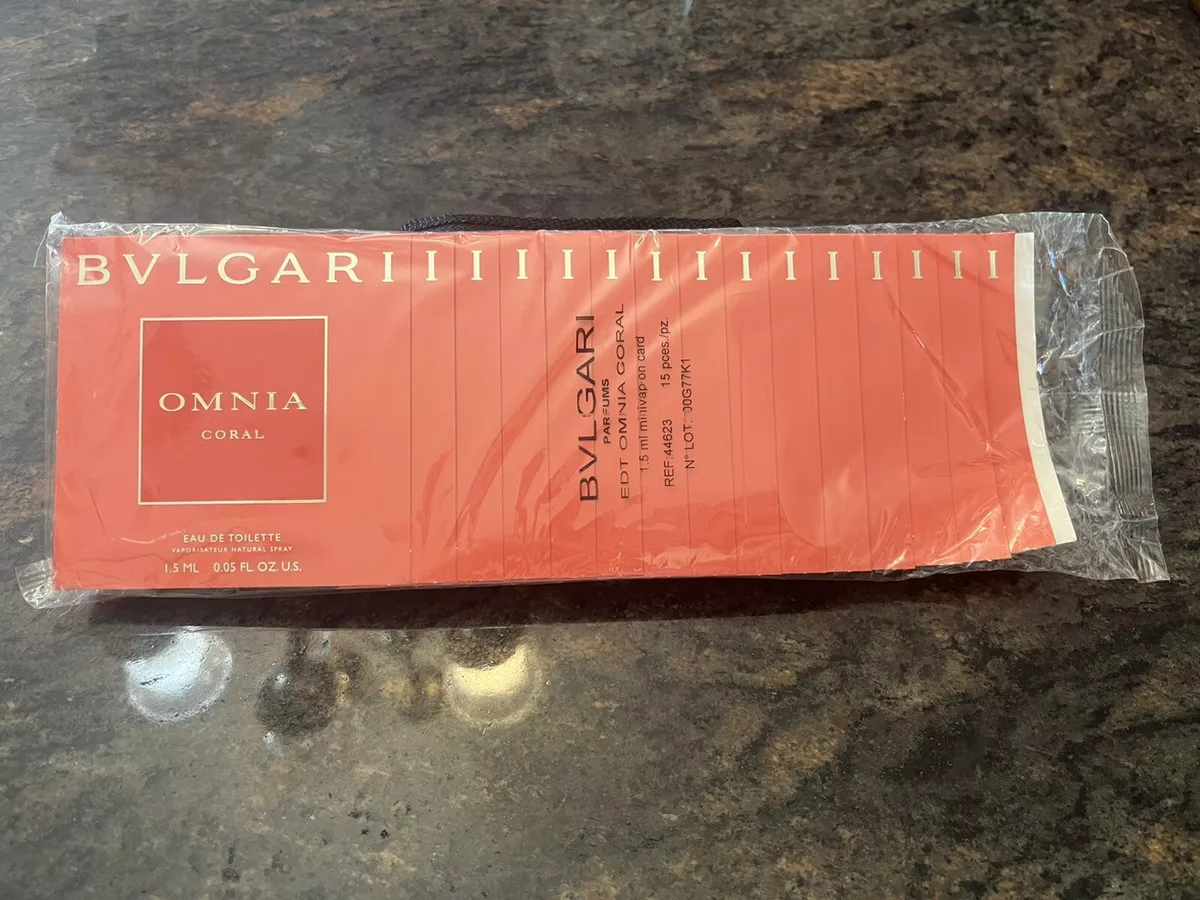 BVLGARI I I I I I I I I I I I I I I
OMNIA
CORAL
EAU DE TOILETTE
VAPORISATEUR NATURAL SPRAY
1.5 ML 0.05 FL. OZ. U.S.
BVLGARI
PARFUMS
EDT OMNIA CORAL
1.5 ml minivap on card
REF:44623 15 pces./pz.
N° LOT: